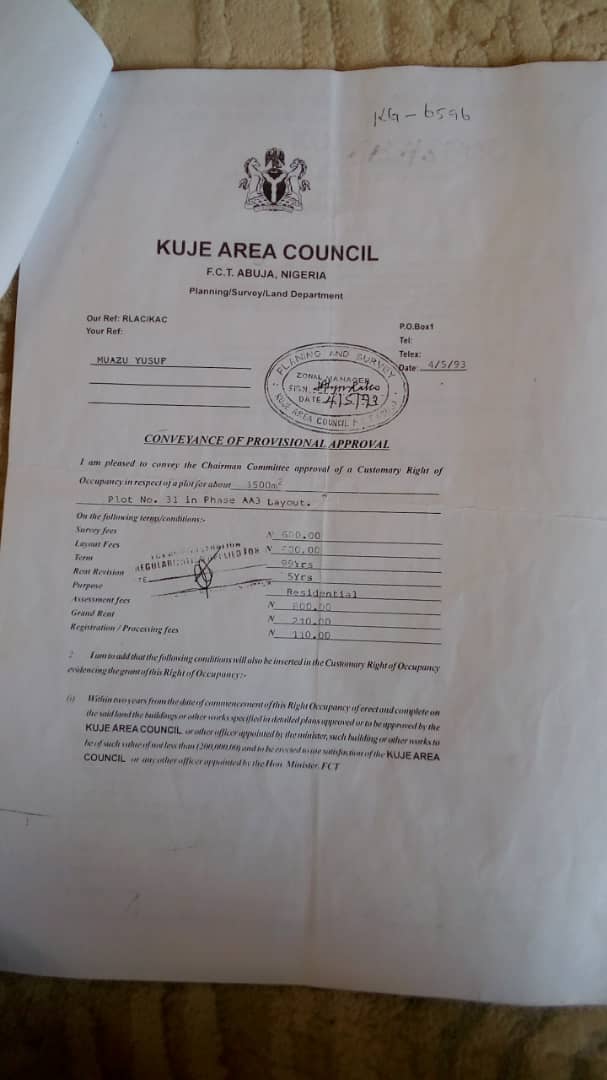 KG-6596
KUJE AREA COUNCIL
F.C.T. ABUJA, NIGERIA
Planning/Survey/Land Department
Our Ref: RLAC/KAC
Your Ref:
P.O.Box1
Tel:
Telex:
Date: 4/5/93
MUAZU YUSUF
PLANING AND SURVEY
ZONAL MANAGER
SIGN
DATE 4/5/93
KUJE AREA COUNCIL
CONVEYANCE OF PROVISIONAL APPROVAL
I am pleased to convey the Chairman Committee approval of a Customary Right of
Occupancy in respect of a plot for about 1500m²
Plot No. 31 in Phase AA3 Layout.
On the following terms/conditions:-
Survey fees N 600.00
Layout Fees N 00.00
Term 99Yrs
Rent Revision 5Yrs
Purpose Residential
Assessment fees N 800.00
Grand Rent N 210.00
Registration / Processing fees N 110.00
2 I am to add that the following conditions will also be inserted in the Customary Right of Occupancy
evidencing the grant of this Right of Occupancy:-
(i) Within two years from the date of commencement of this Right Occupancy of erect and complete on
the said land the buildings or other works specified in detailed plans approved or to be approved by the
KUJE AREA COUNCIL or other officer appointed by the minister, such building or other works to
be of such value of not less than (200,000.00) and to be erected to the satisfaction of the KUJE AREA
COUNCIL or any other officer appointed by the Hon. Minister. FCT